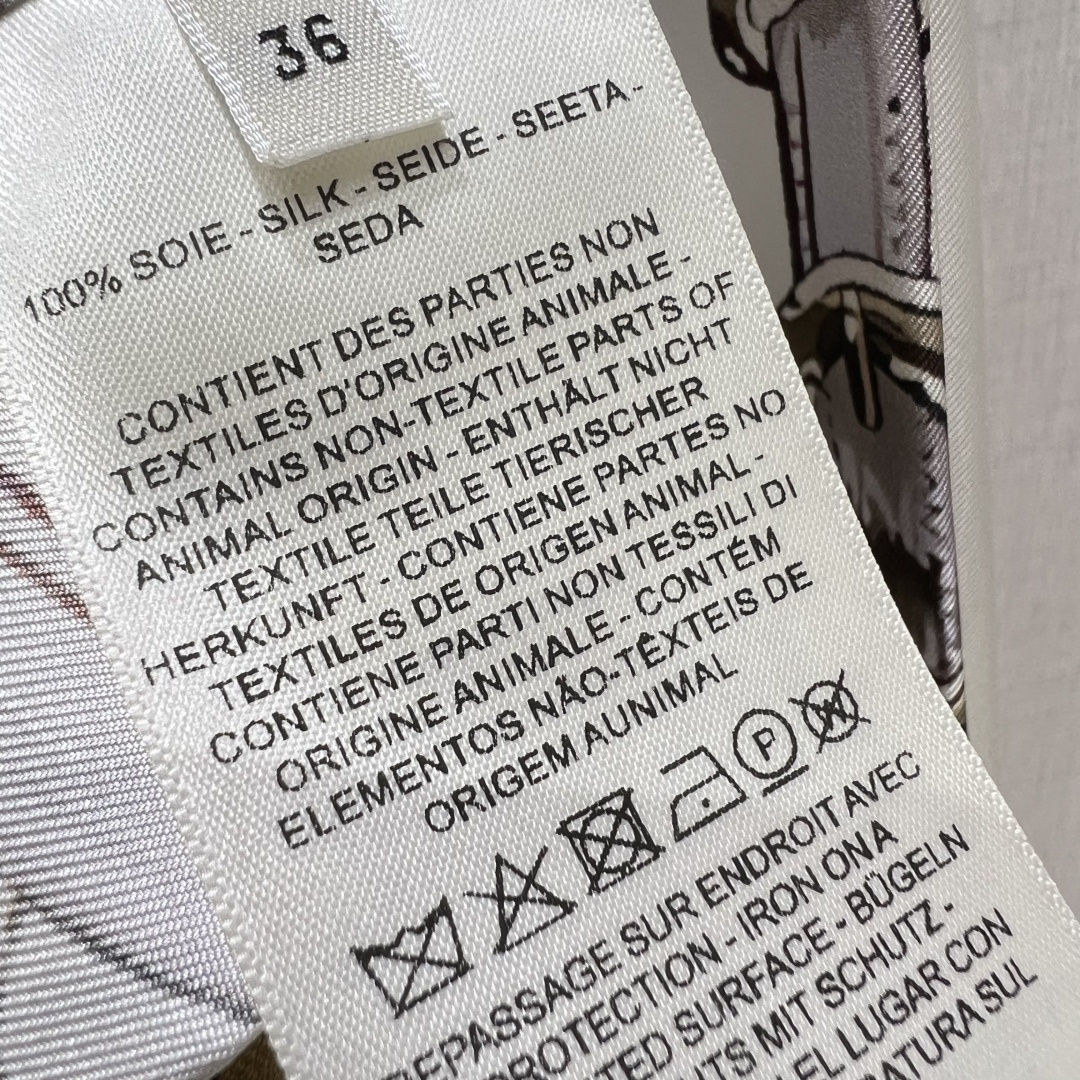 36
100% SOIE - SILK - SEIDE - SEETA -
SEDA
CONTIENT DES PARTIES NON
TEXTILES D'ORIGINE ANIMALE -
CONTAINS NON-TEXTILE PARTS OF
ANIMAL ORIGIN - ENTHÄLT NICHT
TEXTILE TEILE TIERISCHER
HERKUNFT - CONTIENE PARTES NO
TEXTILES DE ORIGEN ANIMAL -
CONTIENE PARTI NON TESSILI DI
ORIGINE ANIMALE - CONTÉM
ELEMENTOS NÃO-TÊXTEIS DE
ORIGEM AUNIMAL
P W
REPASSAGE SUR ENDROIT AVEC
PROTECTION - IRON ON A
TED SURFACE - BÜGELN
TS MIT SCHUTZ-
EL LUGAR CON
ATURA SUL